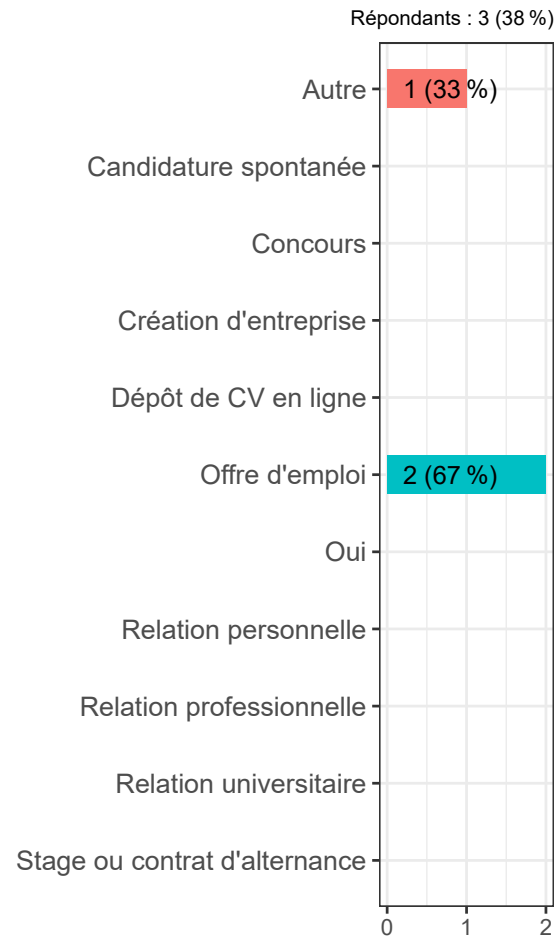 Répondants : 3 (38 %)
Autre
1 (33 %)
Candidature spontanée
Concours
Création d'entreprise
Dépôt de CV en ligne
Offre d'emploi
2 (67 %)
Oui
Relation personnelle
Relation professionnelle
Relation universitaire
Stage ou contrat d'alternance
0 1 2